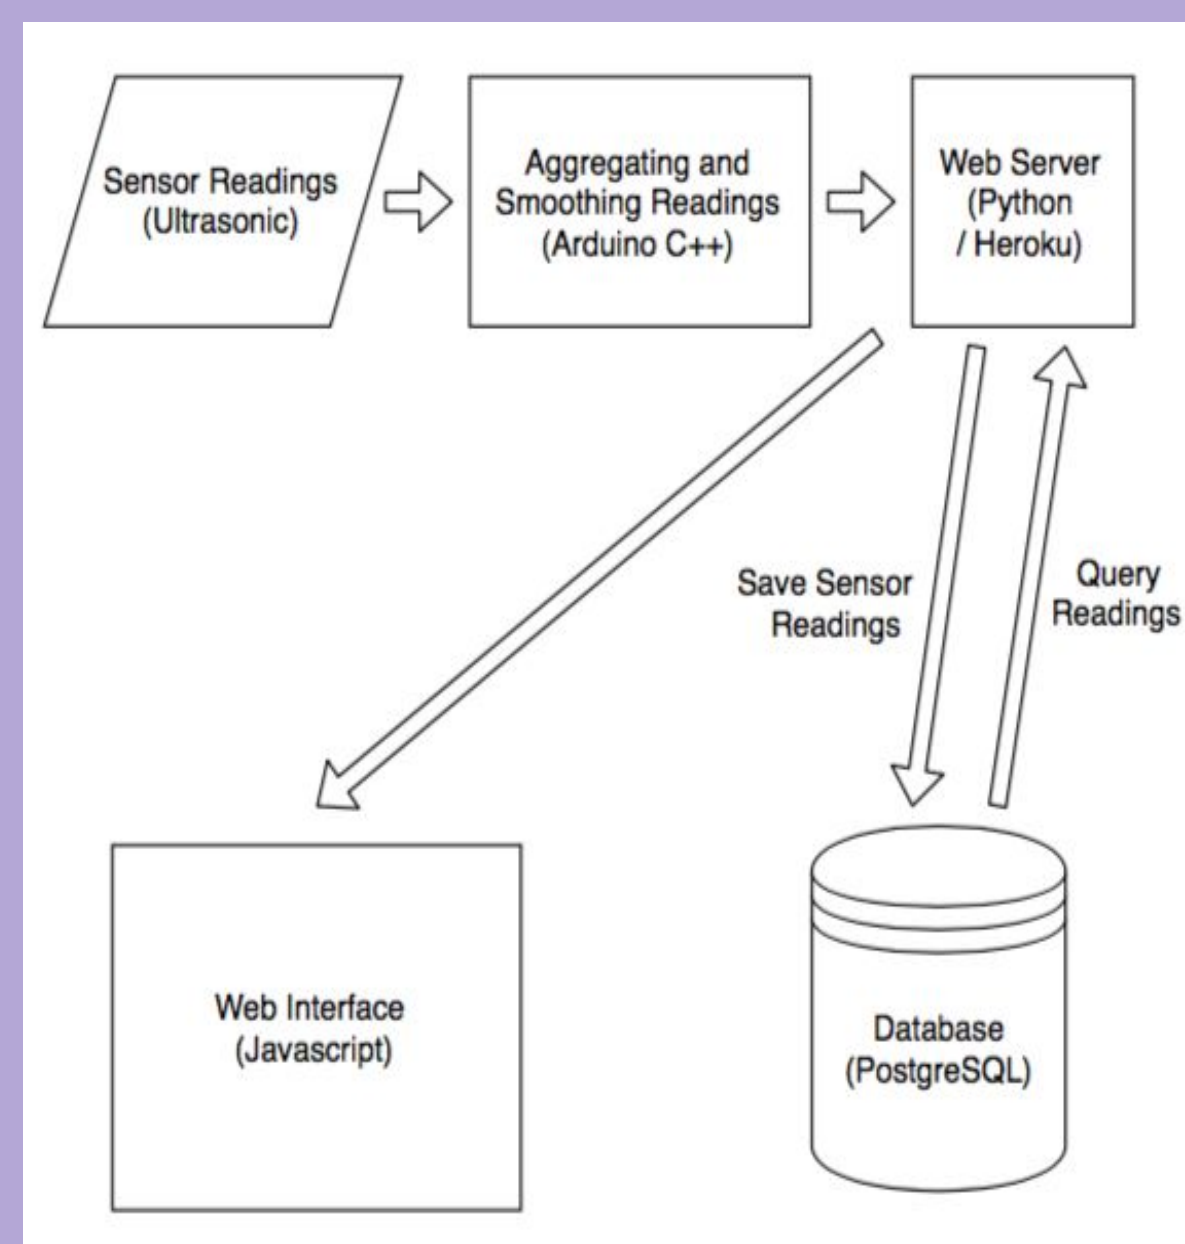 Sensor Readings
(Ultrasonic)
Aggregating and
Smoothing Readings
(Arduino C++)
Web Server
(Python
/ Heroku)
Save Sensor
Readings
Query
Readings
Web Interface
(Javascript)
Database
(PostgreSQL)